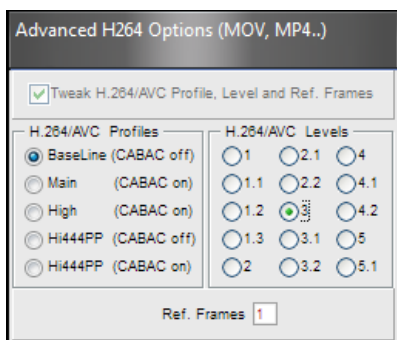 Advanced H264 Options (MOV, MP4..)
Tweak H.264/AVC Profile, Level and Ref. Frames
H.264/AVC Profiles
BaseLine (CABAC off)
Main (CABAC on)
High (CABAC on)
Hi444PP (CABAC off)
Hi444PP (CABAC on)
H.264/AVC Levels
1 2.1 4
1.1 2.2 4.1
1.2 3 4.2
1.3 3.1 5
2 3.2 5.1
Ref. Frames 1